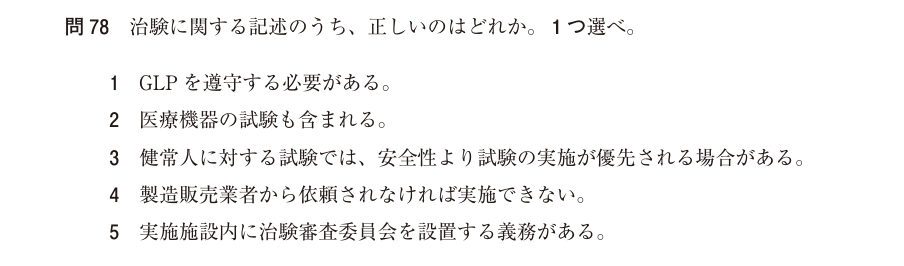 問 78 治験に関する記述のうち、正しいのはどれか。1つ選べ。
1 GLP を遵守する必要がある。
2 医療機器の試験も含まれる。
3 健常人に対する試験では、安全性より試験の実施が優先される場合がある。
4 製造販売業者から依頼されなければ実施できない。
5 実施施設内に治験審査委員会を設置する義務がある。